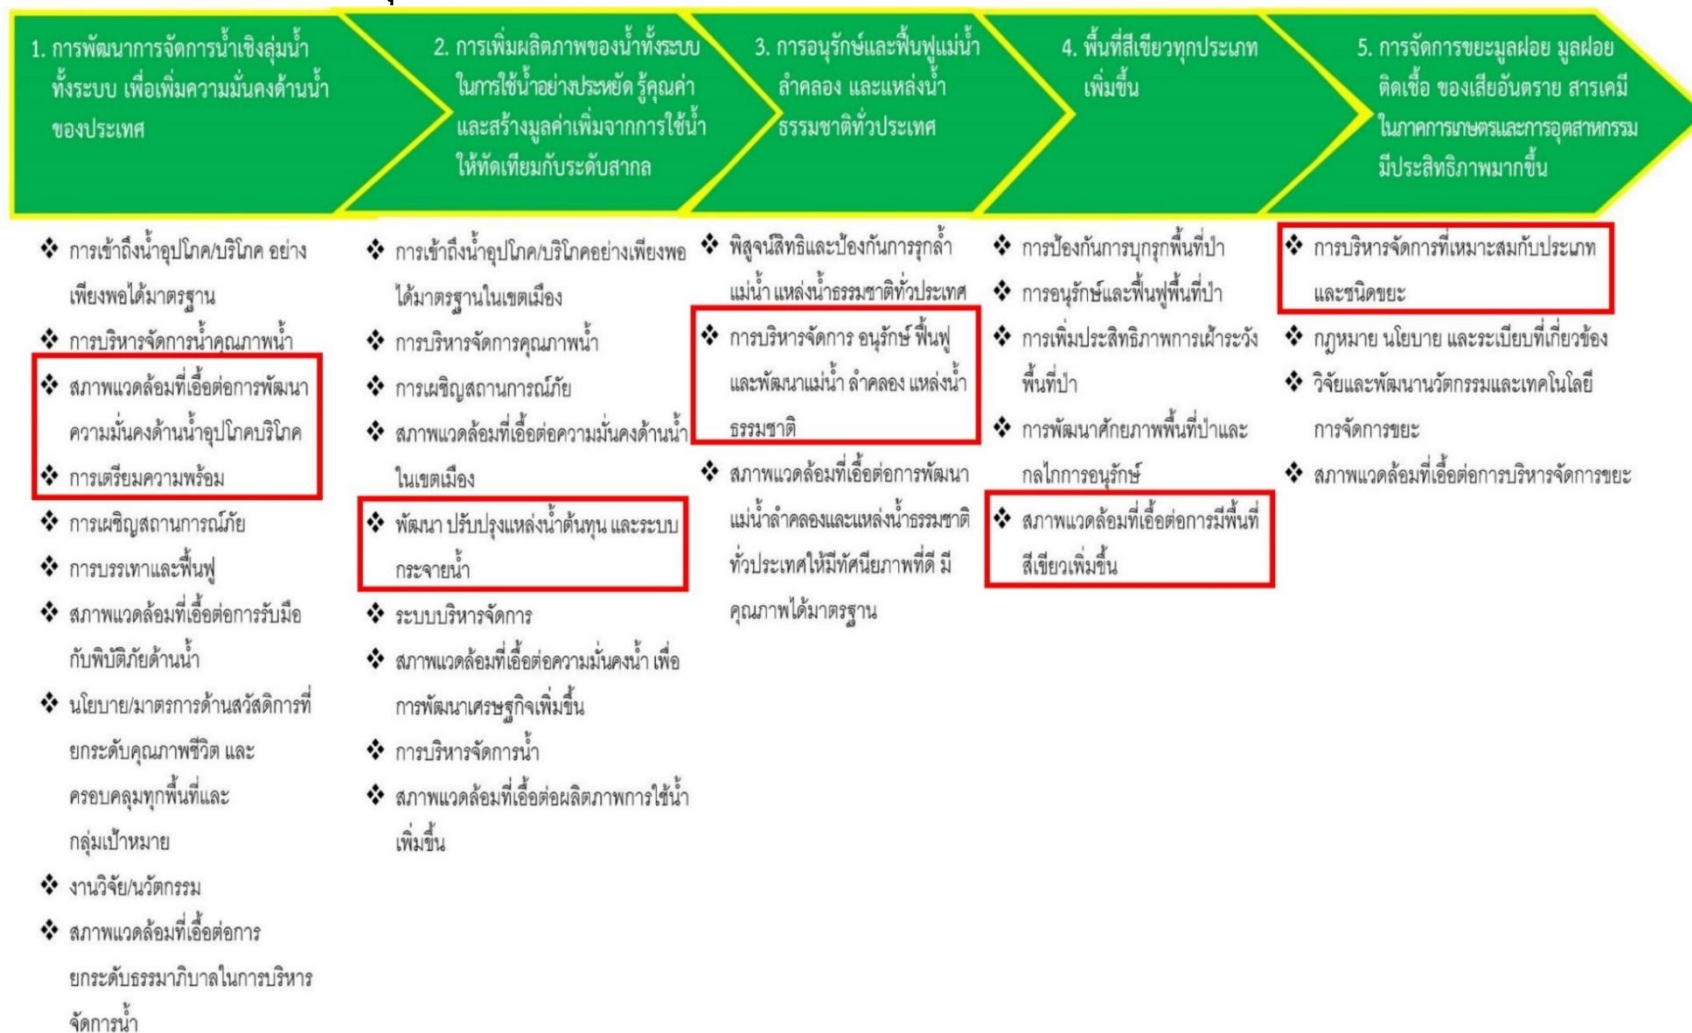 1. การพัฒนาการจัดการน้ำเชิงลุ่มน้ำ
ทั้งระบบ เพื่อเพิ่มความมั่นคงด้านน้ำ
ของประเทศ
2. การเพิ่มผลิตภาพของน้ำทั้งระบบ
ในการใช้น้ำอย่างประหยัด รู้คุณค่า
และสร้างมูลค่าเพิ่มจากการใช้น้ำ
ให้ทัดเทียมกับระดับสากล
3. การอนุรักษ์และฟื้นฟูแม่น้ำ
ลำคลอง และแหล่งน้ำ
ธรรมชาติทั่วประเทศ
4. พื้นที่สีเขียวทุกประเภท
เพิ่มขึ้น
5. การจัดการขยะมูลฝอย มูลฝอย
ติดเชื้อ ของเสียอันตราย สารเคมี
ในภาคการเกษตรและการอุตสาหกรรม
มีประสิทธิภาพมากขึ้น
❖ การเข้าถึงน้ำอุปโภค/บริโภค อย่าง
เพียงพอได้มาตรฐาน
❖ การบริหารจัดการน้ำคุณภาพน้ำ
❖ สภาพแวดล้อมที่เอื้อต่อการพัฒนา
ความมั่นคงด้านน้ำอุปโภคบริโภค
❖ การเตรียมความพร้อม
❖ การเผชิญสถานการณ์ภัย
❖ การบรรเทาและฟื้นฟู
❖ สภาพแวดล้อมที่เอื้อต่อการรับมือ
กับพิบัติภัยด้านน้ำ
❖ นโยบาย/มาตรการด้านสวัสดิการที่
ยกระดับคุณภาพชีวิต และ
ครอบคลุมทุกพื้นที่และ
กลุ่มเป้าหมาย
❖ งานวิจัย/นวัตกรรม
❖ สภาพแวดล้อมที่เอื้อต่อการ
ยกระดับธรรมาภิบาลในการบริหาร
จัดการน้ำ
❖ การเข้าถึงน้ำอุปโภค/บริโภคอย่างเพียงพอ
ได้มาตรฐานในเขตเมือง
❖ การบริหารจัดการคุณภาพน้ำ
❖ การเผชิญสถานการณ์ภัย
❖ สภาพแวดล้อมที่เอื้อต่อความมั่นคงด้านน้ำ
ในเขตเมือง
❖ พัฒนา ปรับปรุงแหล่งน้ำต้นทุน และระบบ
กระจายน้ำ
❖ ระบบบริหารจัดการ
❖ สภาพแวดล้อมที่เอื้อต่อความมั่นคงน้ำ เพื่อ
การพัฒนาเศรษฐกิจเพิ่มขึ้น
❖ การบริหารจัดการน้ำ
❖ สภาพแวดล้อมที่เอื้อต่อผลิตภาพการใช้น้ำ
เพิ่มขึ้น
❖ พิสูจน์สิทธิและป้องกันการรุกล้ำ
แม่น้ำ แหล่งน้ำธรรมชาติทั่วประเทศ
❖ การบริหารจัดการ อนุรักษ์ ฟื้นฟู
และพัฒนาแม่น้ำ ลำคลอง แหล่งน้ำ
ธรรมชาติ
❖ สภาพแวดล้อมที่เอื้อต่อการพัฒนา
แม่น้ำลำคลองและแหล่งน้ำธรรมชาติ
ทั่วประเทศให้มีทัศนียภาพที่ดี มี
คุณภาพได้มาตรฐาน
❖ การป้องกันการบุกรุกพื้นที่ป่า
❖ การอนุรักษ์และฟื้นฟูพื้นที่ป่า
❖ การเพิ่มประสิทธิภาพการเฝ้าระวัง
พื้นที่ป่า
❖ การพัฒนาศักยภาพพื้นที่ป่าและ
กลไกการอนุรักษ์
❖ สภาพแวดล้อมที่เอื้อต่อการมีพื้นที่
สีเขียวเพิ่มขึ้น
❖ การบริหารจัดการที่เหมาะสมกับประเภท
และชนิดขยะ
❖ กฎหมาย นโยบาย และระเบียบที่เกี่ยวข้อง
❖ วิจัยและพัฒนานวัตกรรมและเทคโนโลยี
การจัดการขยะ
❖ สภาพแวดล้อมที่เอื้อต่อการบริหารจัดการขยะ